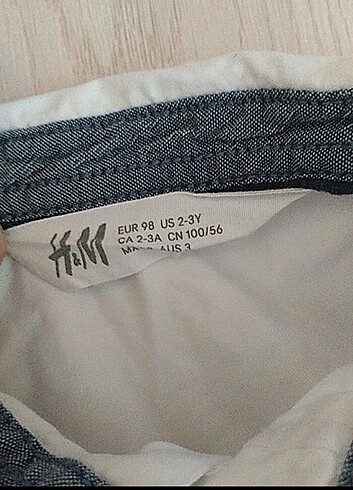 H&M
EUR 98 US 2-3Y
CA 2-3A CN 100/56
AUS 3